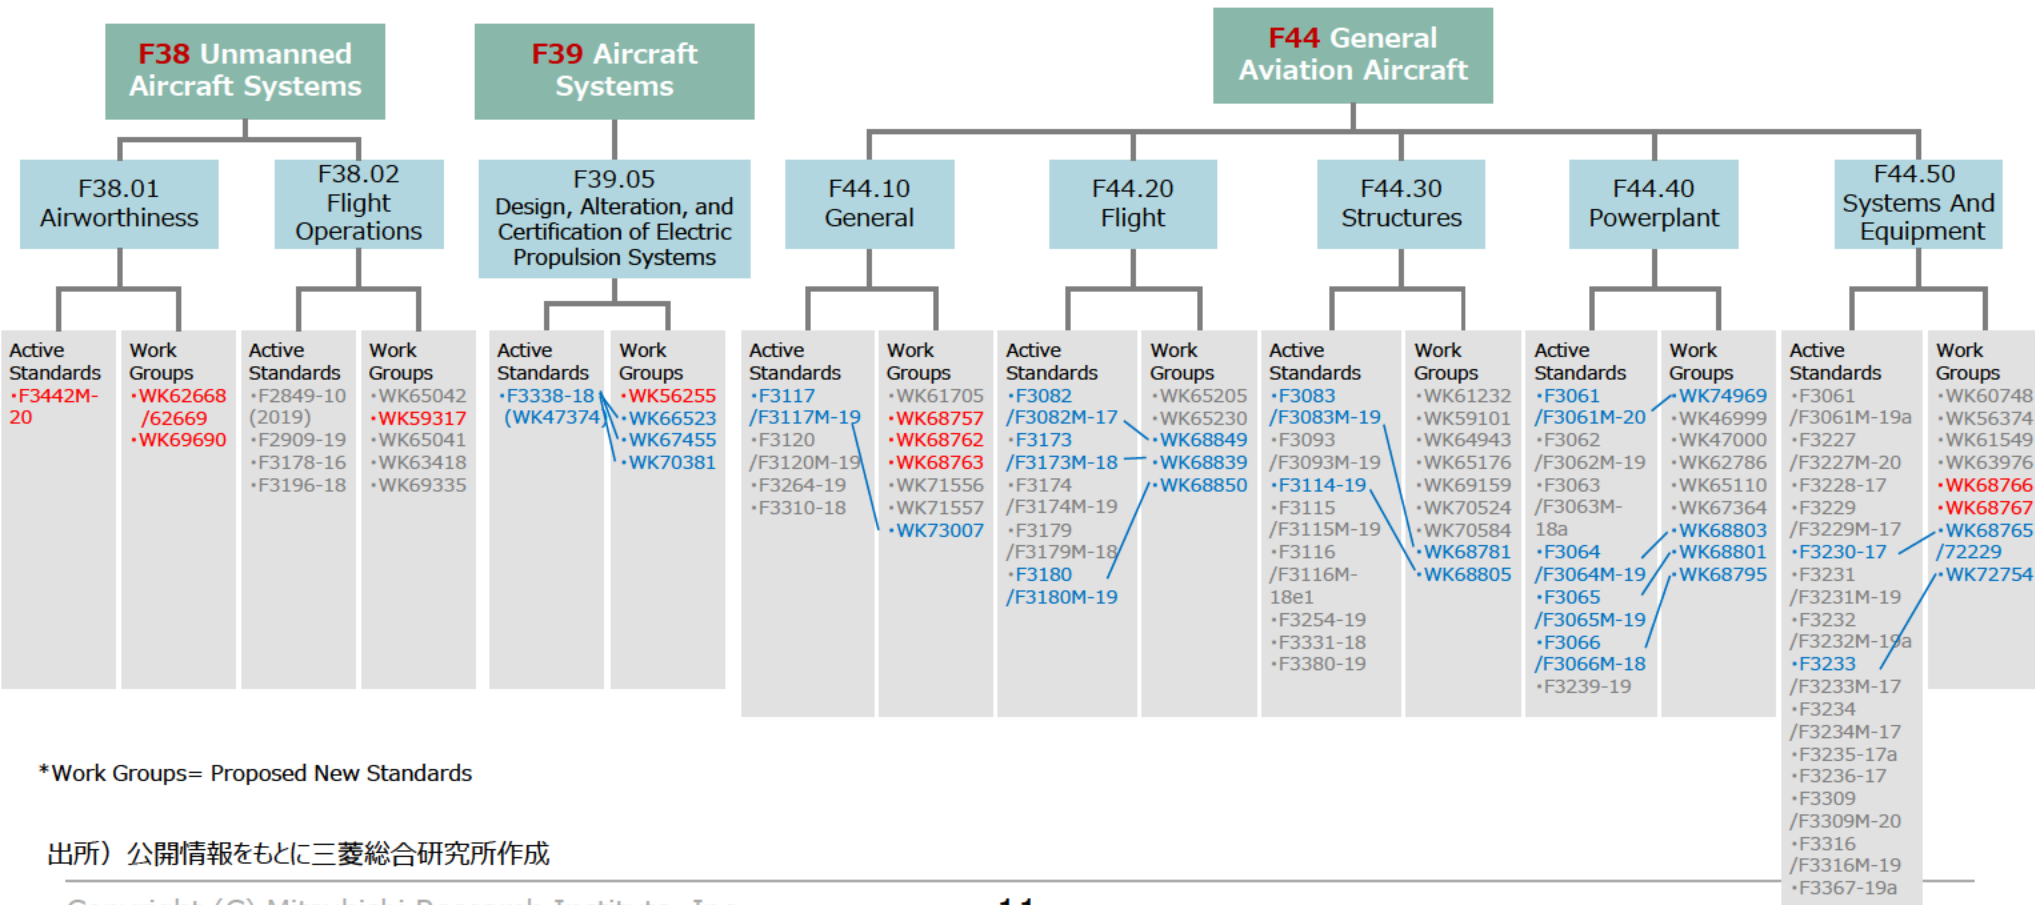 F38 Unmanned
Aircraft Systems
F39 Aircraft
Systems
F44 General
Aviation Aircraft
F38.01
Airworthiness
F38.02
Flight
Operations
F39.05
Design, Alteration, and
Certification of Electric
Propulsion Systems
F44.10
General
F44.20
Flight
F44.30
Structures
F44.40
Powerplant
F44.50
Systems And
Equipment
Active
Standards
・F3442M-
20
Work
Groups
・WK62668
/62669
・WK69690
Active
Standards
・F2849-10
(2019)
・F2909-19
・F3178-16
・F3196-18
Work
Groups
・WK65042
・WK59317
・WK65041
・WK63418
・WK69335
Active
Standards
・F3338-18
(WK47374)
Work
Groups
・WK56255
・WK66523
・WK67455
・WK70381
Active
Standards
・F3117
/F3117M-19
・F3120
/F3120M-19
・F3264-19
・F3310-18
Work
Groups
・WK61705
・WK68757
・WK68762
・WK68763
・WK71556
・WK71557
・WK73007
Active
Standards
・F3082
/F3082M-17
・F3173
/F3173M-18
・F3174
/F3174M-19
・F3179
/F3179M-18
・F3180
/F3180M-19
Work
Groups
・WK65205
・WK65230
・WK68849
・WK68839
・WK68850
Active
Standards
・F3083
/F3083M-19
・F3093
/F3093M-19
・F3114-19
・F3115
/F3115M-19
・F3116
/F3116M-
18e1
・F3254-19
・F3331-18
・F3380-19
Work
Groups
・WK61232
・WK59101
・WK64943
・WK65176
・WK69159
・WK70524
・WK70584
・WK68781
・WK68805
Active
Standards
・F3061
/F3061M-20
・F3062
/F3062M-19
・F3063
/F3063M-
18a
・F3064
/F3064M-19
・F3065
/F3065M-19
・F3066
/F3066M-18
・F3239-19
Work
Groups
・WK74969
・WK46999
・WK47000
・WK62786
・WK65110
・WK67364
・WK68803
・WK68801
・WK68795
Active
Standards
・F3061
/F3061M-19a
・F3227
/F3227M-20
・F3228-17
・F3229
/F3229M-17
・F3230-17
・F3231
/F3231M-19
・F3232
/F3232M-19a
・F3233
/F3233M-17
・F3234
/F3234M-17
・F3235-17a
・F3236-17
・F3309
/F3309M-20
・F3316
/F3316M-19
・F3367-19a
Work
Groups
・WK60748
・WK56374
・WK61549
・WK63976
・WK68766
・WK68767
・WK68765
/72229
・WK72754
*Work Groups= Proposed New Standards
出所）公開情報をもとに三菱総合研究所作成
Copyright (C) Mitsubishi Research Institute, Inc.
11